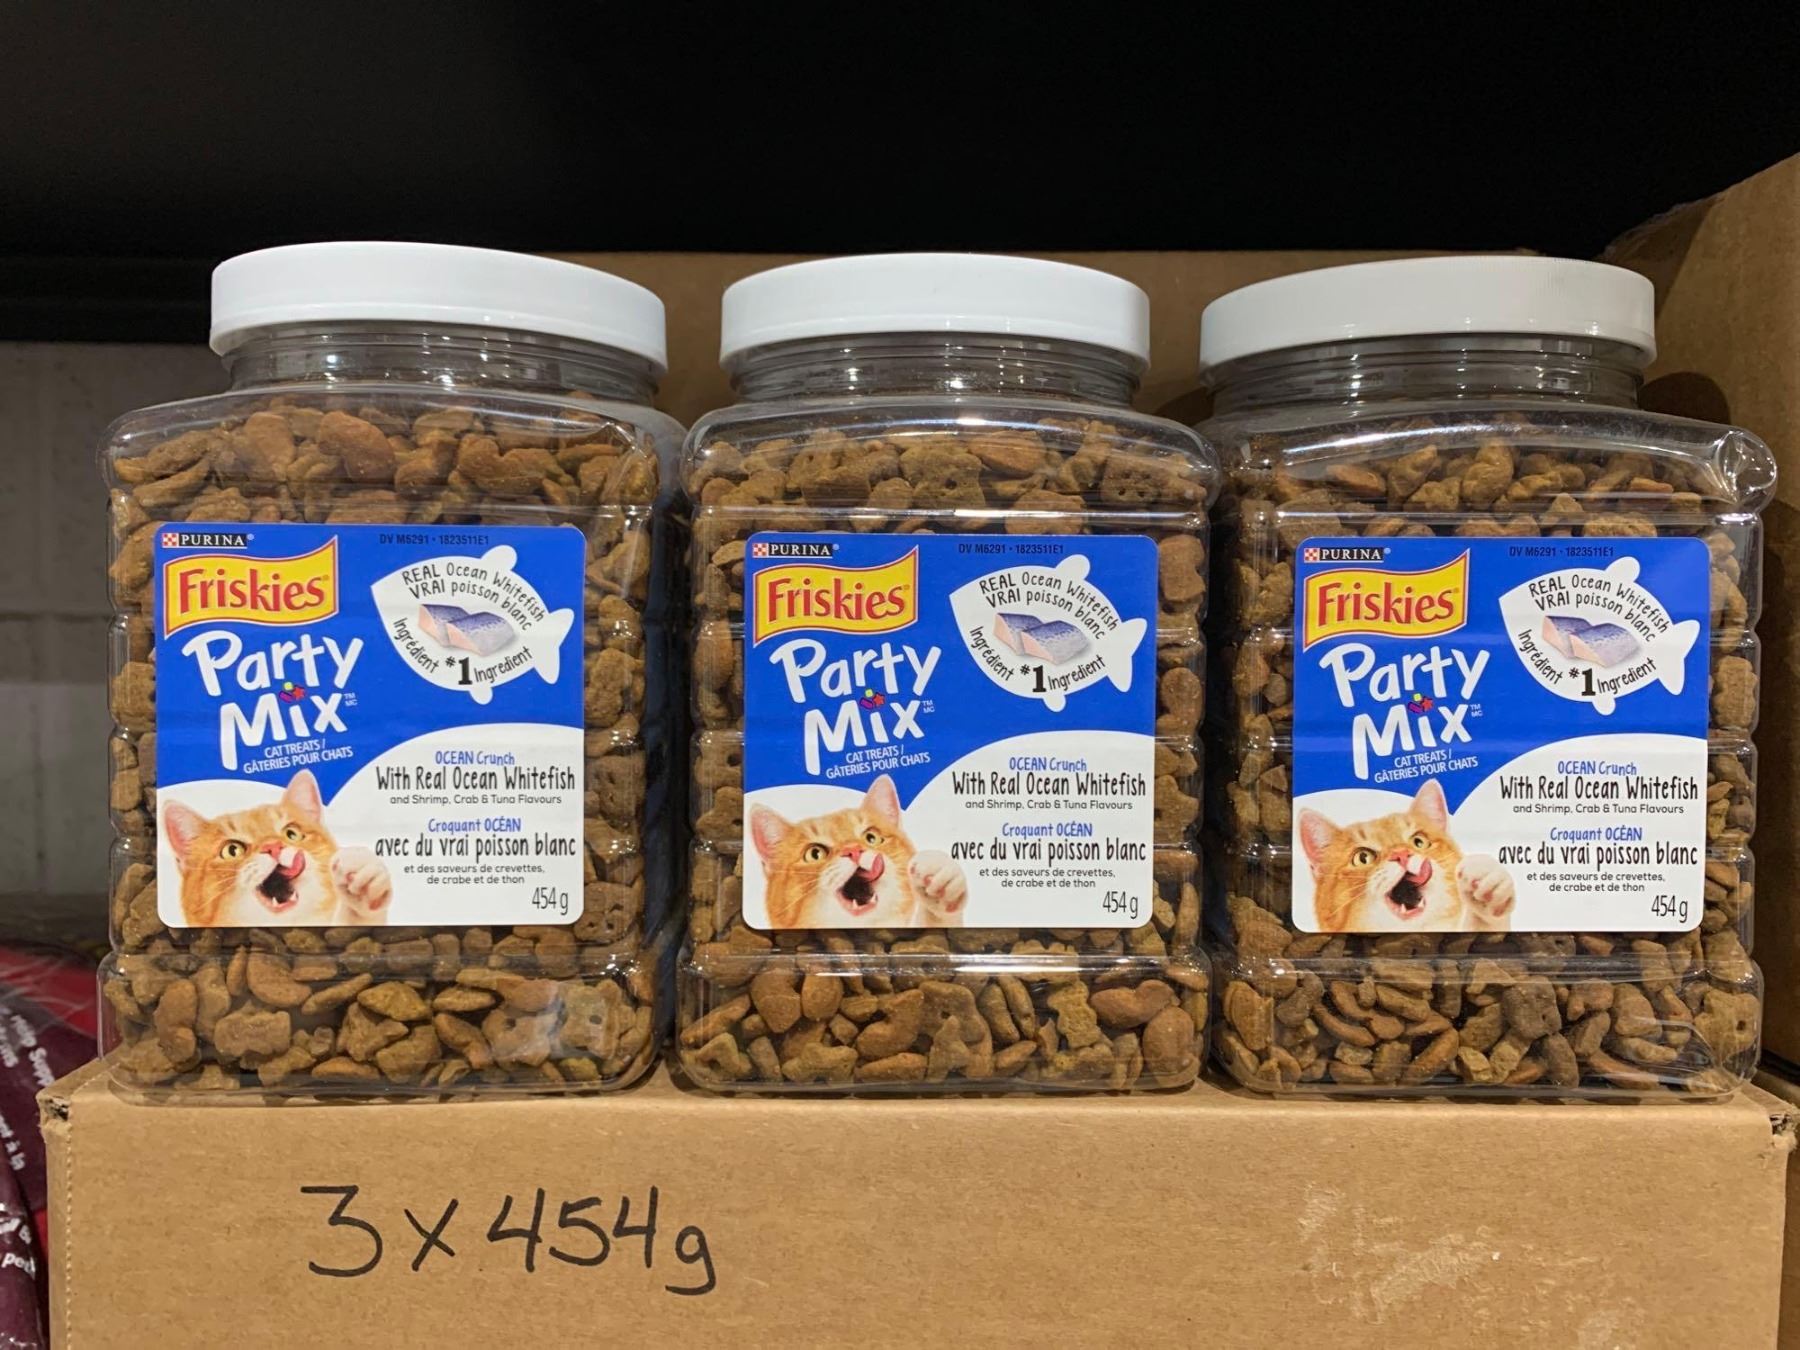 PURINA®
DV M6291 • 1823511E1
Friskies®
Party
Mix
TM
MC
CAT TREATS /
GÂTERIES POUR CHATS
REAL Ocean Whitefish
VRAI poisson blanc
Ingrédient #1 Ingredient
OCEAN Crunch
With Real Ocean Whitefish
and Shrimp, Crab & Tuna Flavours
Croquant OCÉAN
avec du vrai poisson blanc
et des saveurs de crevettes,
de crabe et de thon
454 g
PURINA®
DV M6291 • 1823511E1
Friskies®
Party
Mix
TM
MC
CAT TREATS /
GÂTERIES POUR CHATS
REAL Ocean Whitefish
VRAI poisson blanc
Ingrédient #1 Ingredient
OCEAN Crunch
With Real Ocean Whitefish
and Shrimp, Crab & Tuna Flavours
Croquant OCÉAN
avec du vrai poisson blanc
et des saveurs de crevettes,
de crabe et de thon
454 g
PURINA®
DV M6291 • 1823511E1
Friskies®
Party
Mix
TM
MC
CAT TREATS /
GÂTERIES POUR CHATS
REAL Ocean Whitefish
VRAI poisson blanc
Ingrédient #1 Ingredient
OCEAN Crunch
With Real Ocean Whitefish
and Shrimp, Crab & Tuna Flavours
Croquant OCÉAN
avec du vrai poisson blanc
et des saveurs de crevettes,
de crabe et de thon
454 g
3 x 454g